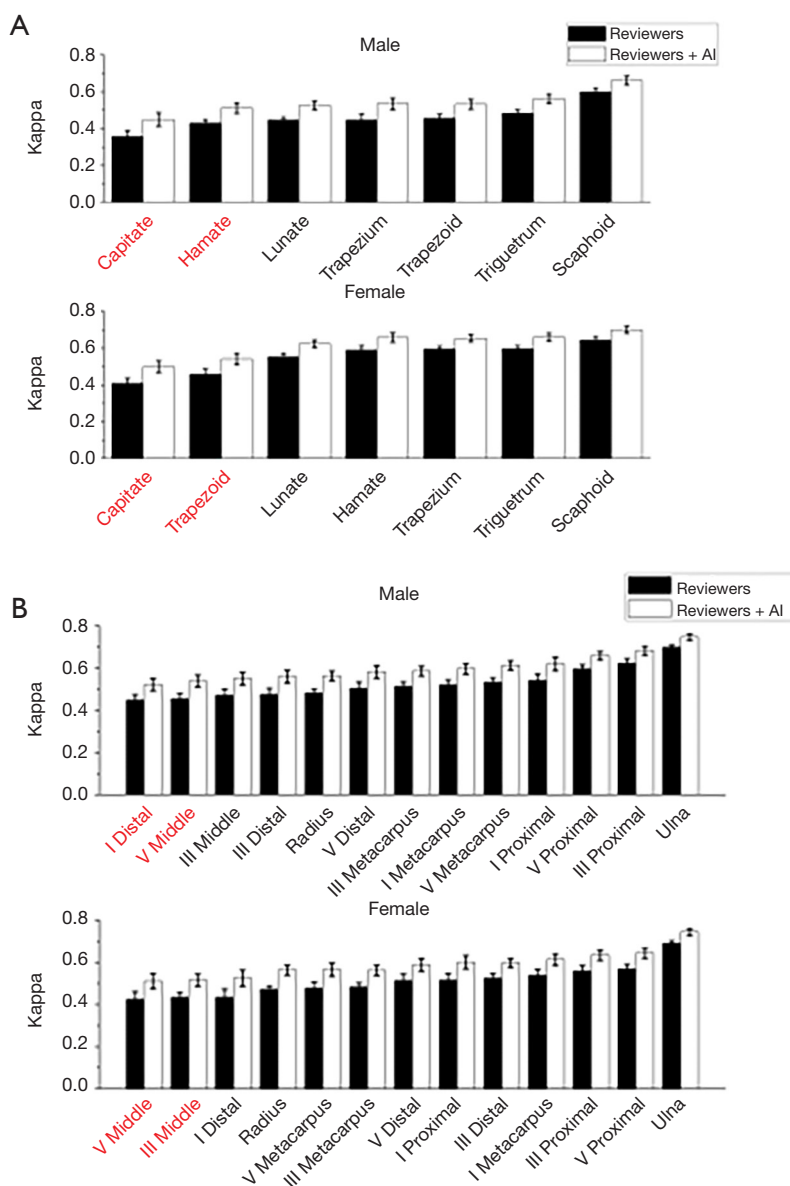 A
Reviewers
Reviewers + AI
Male
0.8
0.6
0.4
0.2
0.0
Kappa
Capitate
Hamate
Lunate
Trapezium
Trapezoid
Triguetrum
Scaphoid
Female
0.8
0.6
0.4
0.2
0.0
Kappa
Capitate
Trapezoid
Lunate
Hamate
Trapezium
Triguetrum
Scaphoid
B
Reviewers
Reviewers + AI
Male
0.8
0.6
0.4
0.2
0.0
Kappa
I Distal
V Middle
III Middle
III Distal
Radius
V Distal
III Metacarpus
I Metacarpus
V Metacarpus
I Proximal
V Proximal
III Proximal
Ulna
Female
0.8
0.6
0.4
0.2
0.0
Kappa
V Middle
III Middle
I Distal
Radius
V Metacarpus
III Metacarpus
V Distal
I Proximal
III Distal
I Metacarpus
III Proximal
V Proximal
Ulna